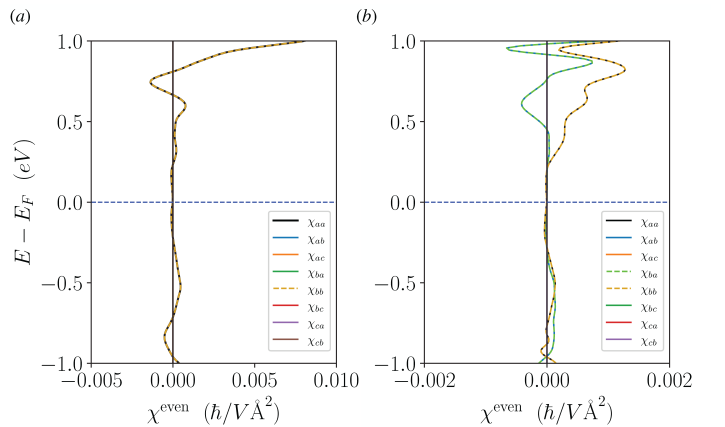 (a)
(b)
E − E_F (eV)
1.0
0.5
0.0
−0.5
−1.0
χ_aa
χ_ab
χ_ac
χ_ba
χ_bb
χ_bc
χ_ca
χ_cb
−0.005 0.000 0.005 0.010
χ^even (ħ/VÅ^2)
1.0
0.5
0.0
−0.5
−1.0
χ_aa
χ_ab
χ_ac
χ_ba
χ_bb
χ_bc
χ_ca
χ_cb
−0.002 0.000 0.002
χ^even (ħ/VÅ^2)